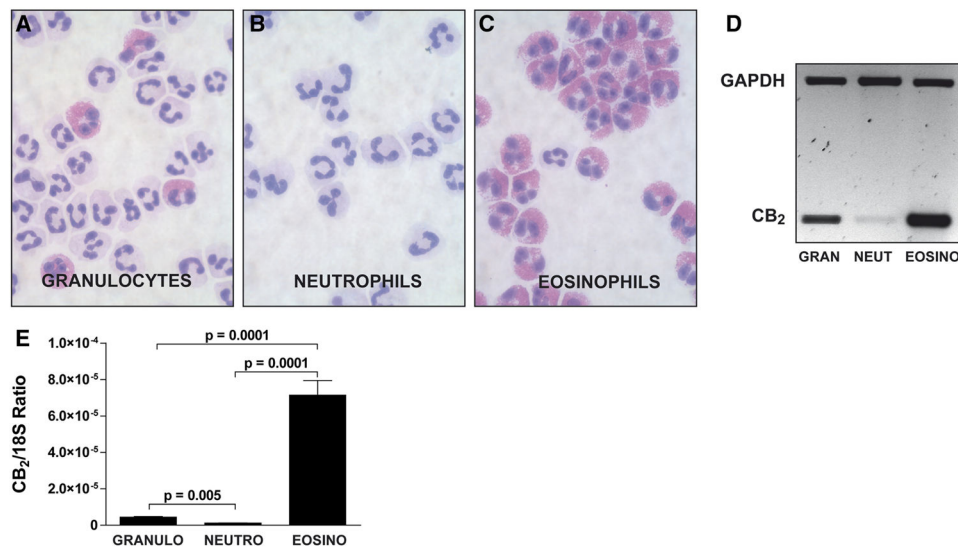 A
B
C
D
GRANULOCYTES
NEUTROPHILS
EOSINOPHILS
GAPDH
CB₂
GRAN NEUT EOSINO
E
p = 0.0001
p = 0.0001
p = 0.005
CB₂/18S Ratio
1.0×10⁻⁴
8.0×10⁻⁵
6.0×10⁻⁵
4.0×10⁻⁵
2.0×10⁻⁵
0
GRANULO NEUTRO EOSINO